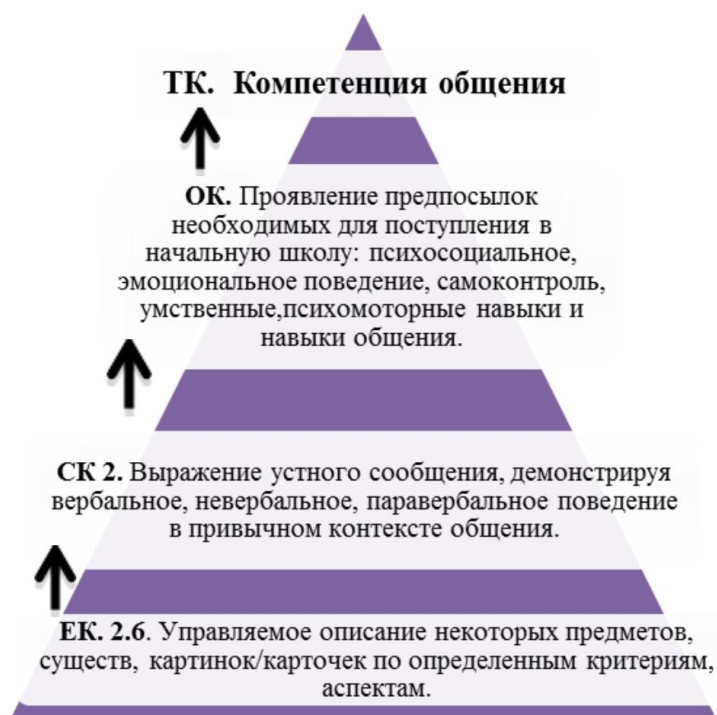 ТК. Компетенция общения
ОК. Проявление предпосылок
необходимых для поступления в
начальную школу: психосоциальное,
эмоциональное поведение, самоконтроль,
умственные,психомоторные навыки и
навыки общения.
СК 2. Выражение устного сообщения, демонстрируя
вербальное, невербальное, паравербальное поведение
в привычном контексте общения.
ЕК. 2.6. Управляемое описание некоторых предметов,
существ, картинок/карточек по определенным критериям,
аспектам.